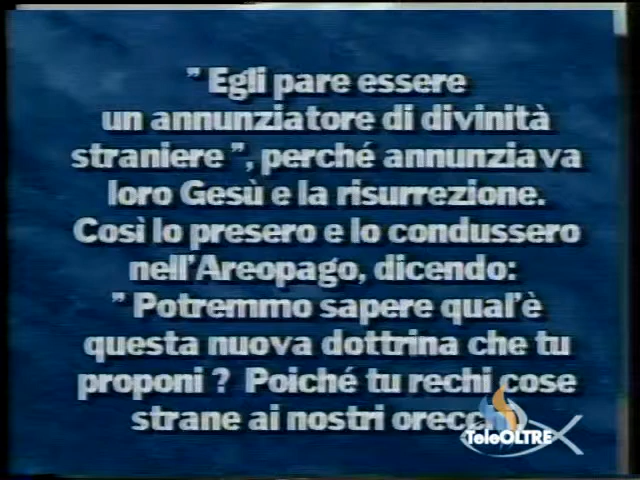 " Egli pare essere
un annunziatore di divinità
straniere ", perché annunziava
loro Gesù e la risurrezione.
Così lo presero e lo condussero
nell'Areopago, dicendo:
" Potremmo sapere qual'è
questa nuova dottrina che tu
proponi ? Poiché tu rechi cose
strane ai nostri
TeleOLTRE